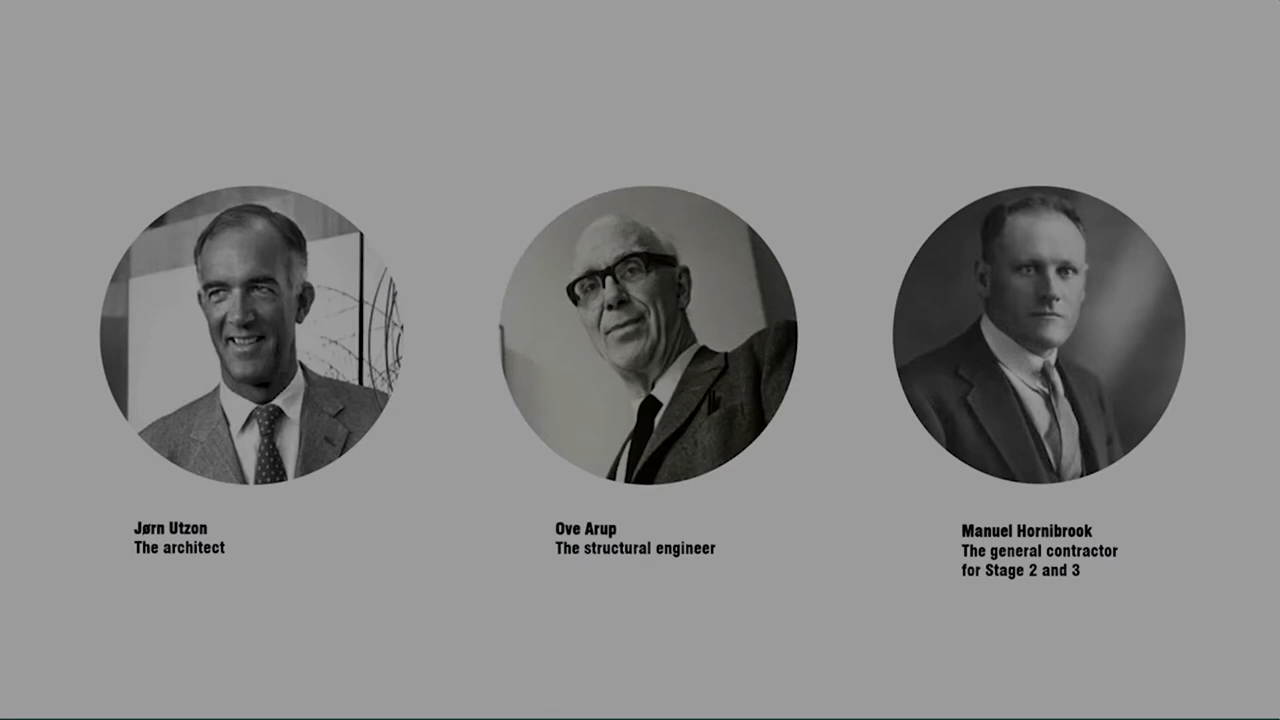 Jørn Utzon
The architect
Ove Arup
The structural engineer
Manuel Hornibrook
The general contractor
for Stage 2 and 3